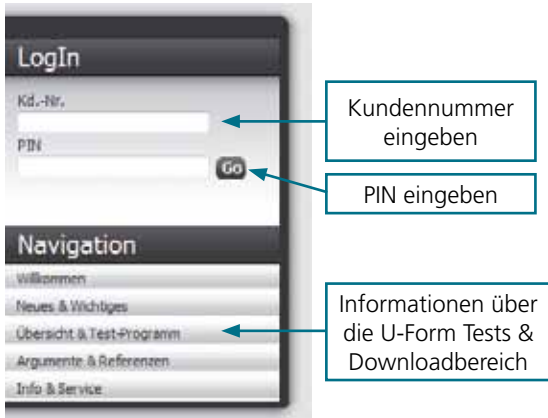 LogIn
Kd.-Nr.
Kundennummer
eingeben
PIN
Go
PIN eingeben
Navigation
Willkommen
Neues & Wichtiges
Informationen über
die U-Form Tests &
Downloadbereich
Übersicht & Test-Programm
Argumente & Referenzen
Info & Service